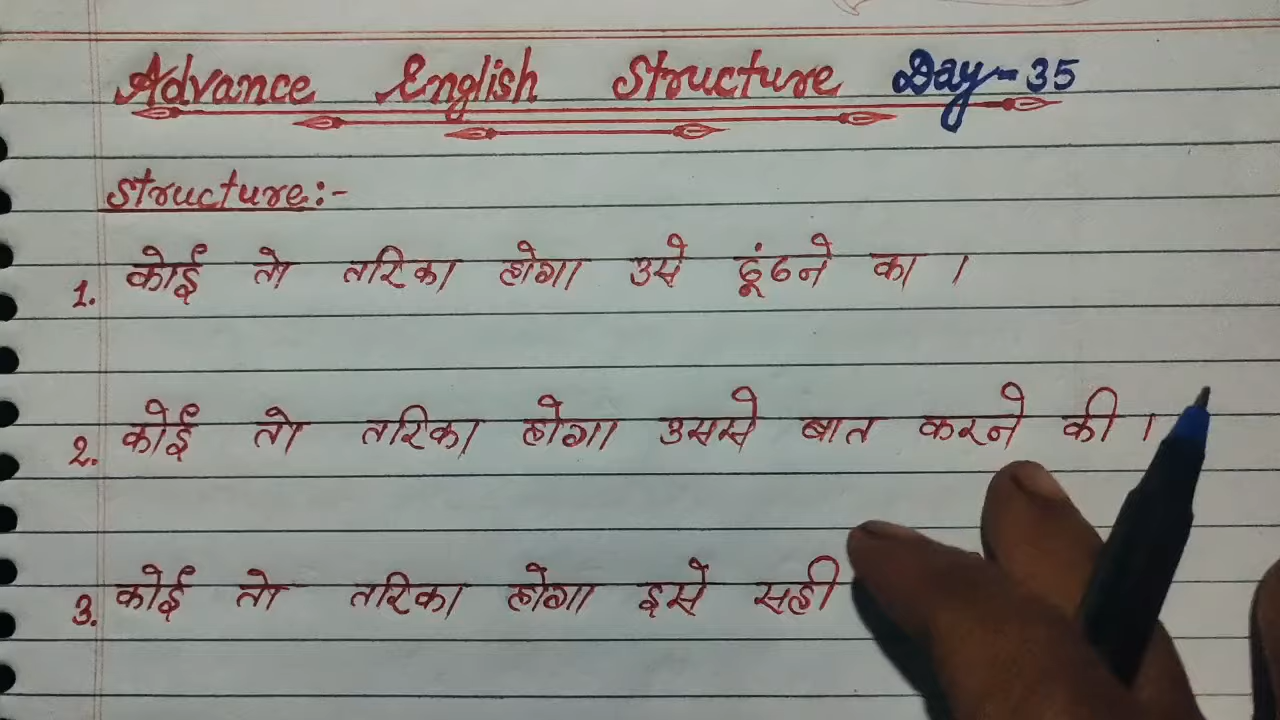 Advance English Structure Day-35
Structure:-
1. कोई तो तरिका होगा उसे ढूंढने का ।
2. कोई तो तरिका होगा उससे बात करने की ।
3. कोई तो तरिका होगा इसे सही